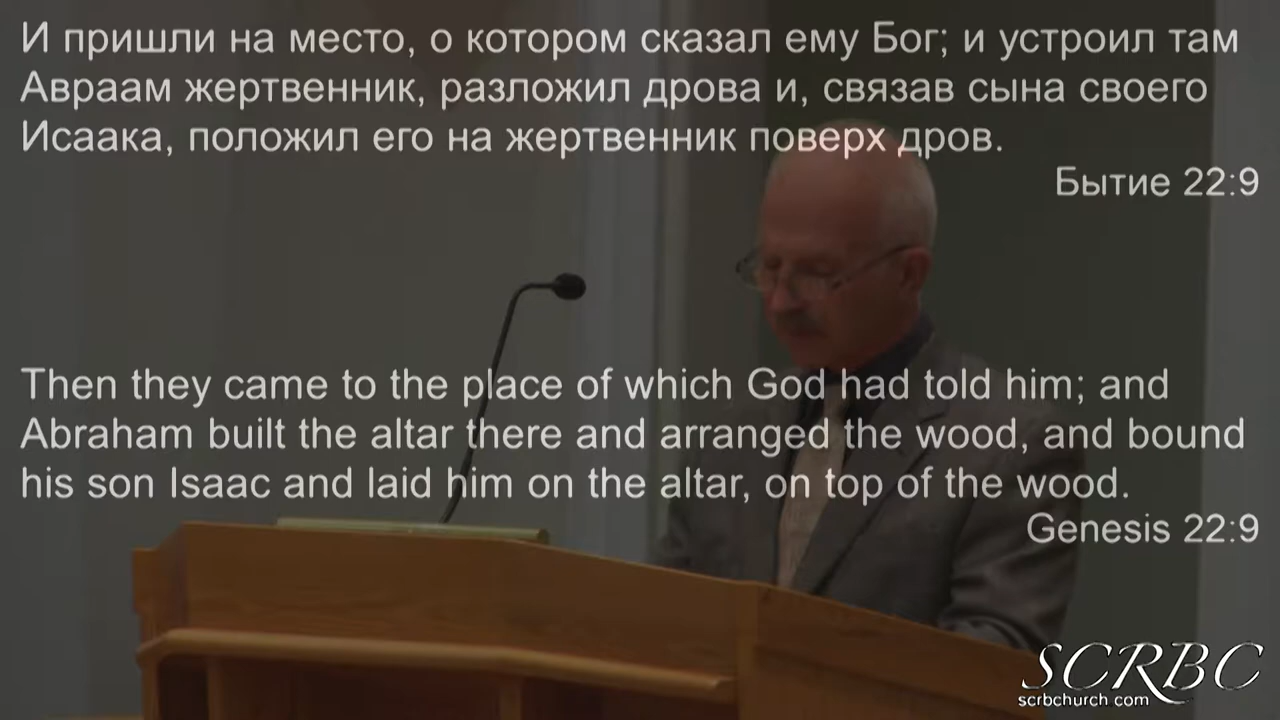 И пришли на место, о котором сказал ему Бог; и устроил там
Авраам жертвенник, разложил дрова и, связав сына своего
Исаака, положил его на жертвенник поверх дров.
Бытие 22:9
Then they came to the place of which God had told him; and
Abraham built the altar there and arranged the wood, and bound
his son Isaac and laid him on the altar, on top of the wood.
Genesis 22:9
SCRBC
scrbchurch.com